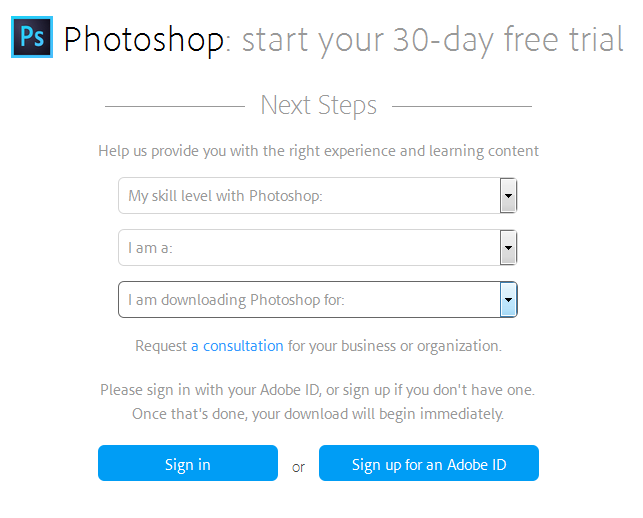 Ps Photoshop: start your 30-day free trial
Next Steps
Help us provide you with the right experience and learning content
My skill level with Photoshop:
I am a:
I am downloading Photoshop for:
Request a consultation for your business or organization.
Please sign in with your Adobe ID, or sign up if you don't have one.
Once that's done, your download will begin immediately.
Sign in or Sign up for an Adobe ID